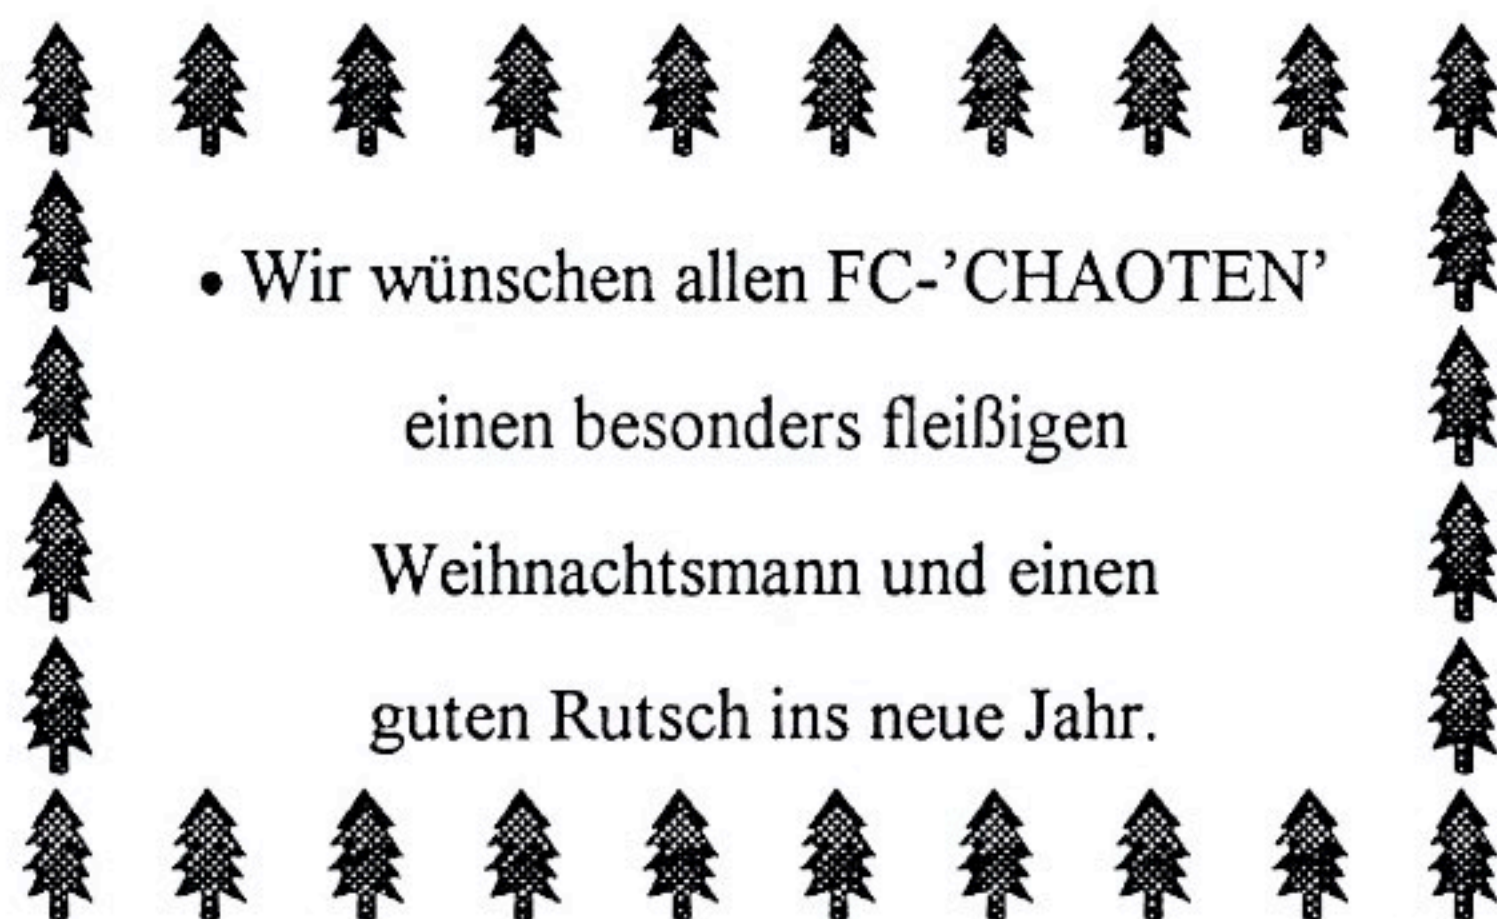 • Wir wünschen allen FC-’CHAOTEN’
einen besonders fleißigen
Weihnachtsmann und einen
guten Rutsch ins neue Jahr.